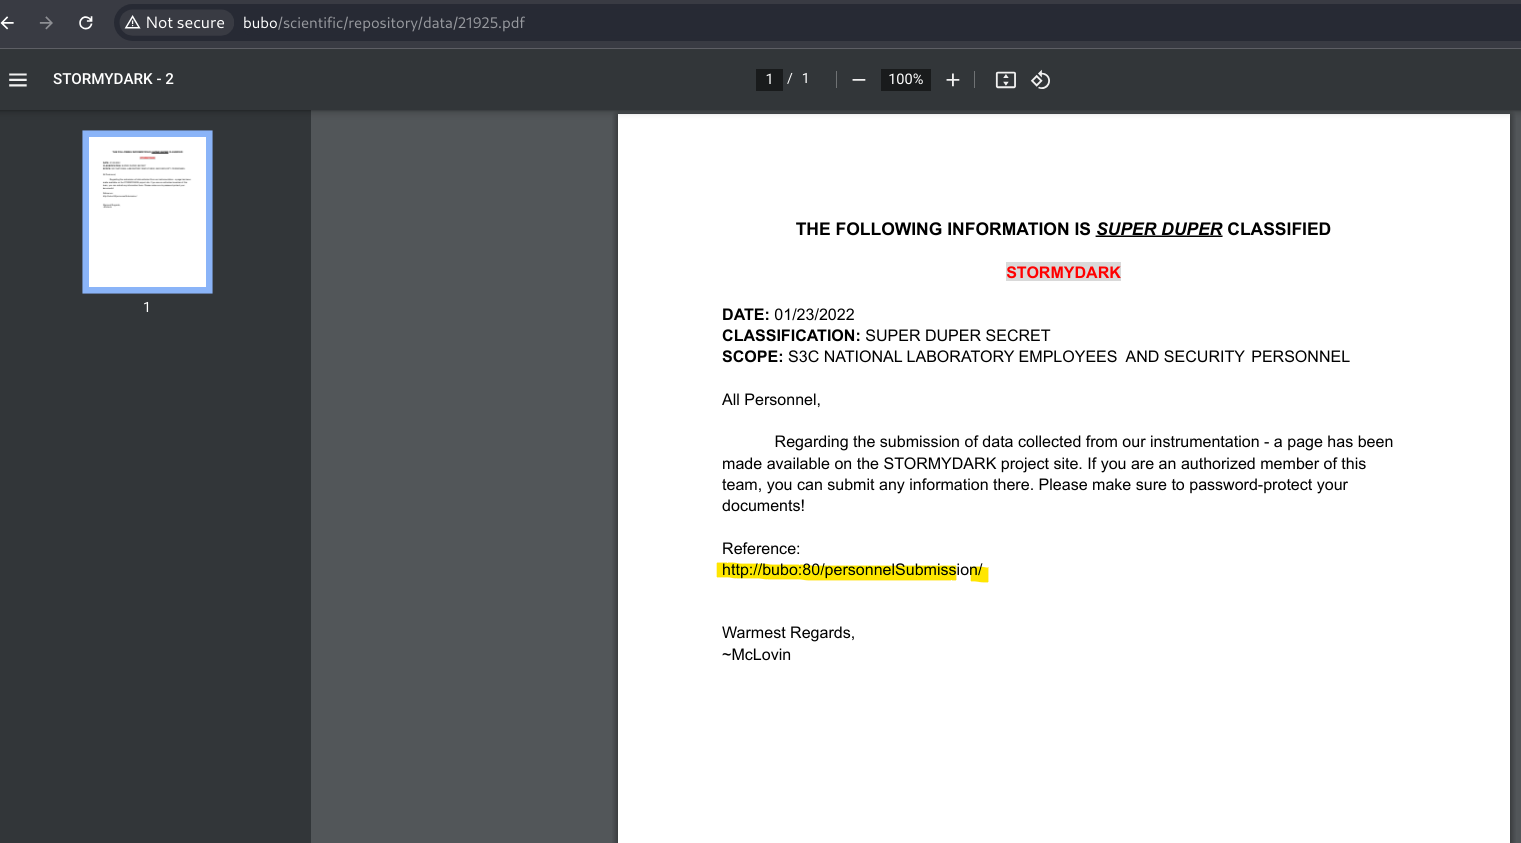 Not secure bubo/scientific/repository/data/21925.pdf
STORMYDARK - 2
1 / 1
100%
1
THE FOLLOWING INFORMATION IS SUPER DUPER CLASSIFIED
STORMYDARK
DATE: 01/23/2022
CLASSIFICATION: SUPER DUPER SECRET
SCOPE: S3C NATIONAL LABORATORY EMPLOYEES AND SECURITY PERSONNEL
All Personnel,
Regarding the submission of data collected from our instrumentation - a page has been
made available on the STORMYDARK project site. If you are an authorized member of this
team, you can submit any information there. Please make sure to password-protect your
documents!
Reference:
http://bubo:80/personnelSubmission/
Warmest Regards,
~McLovin